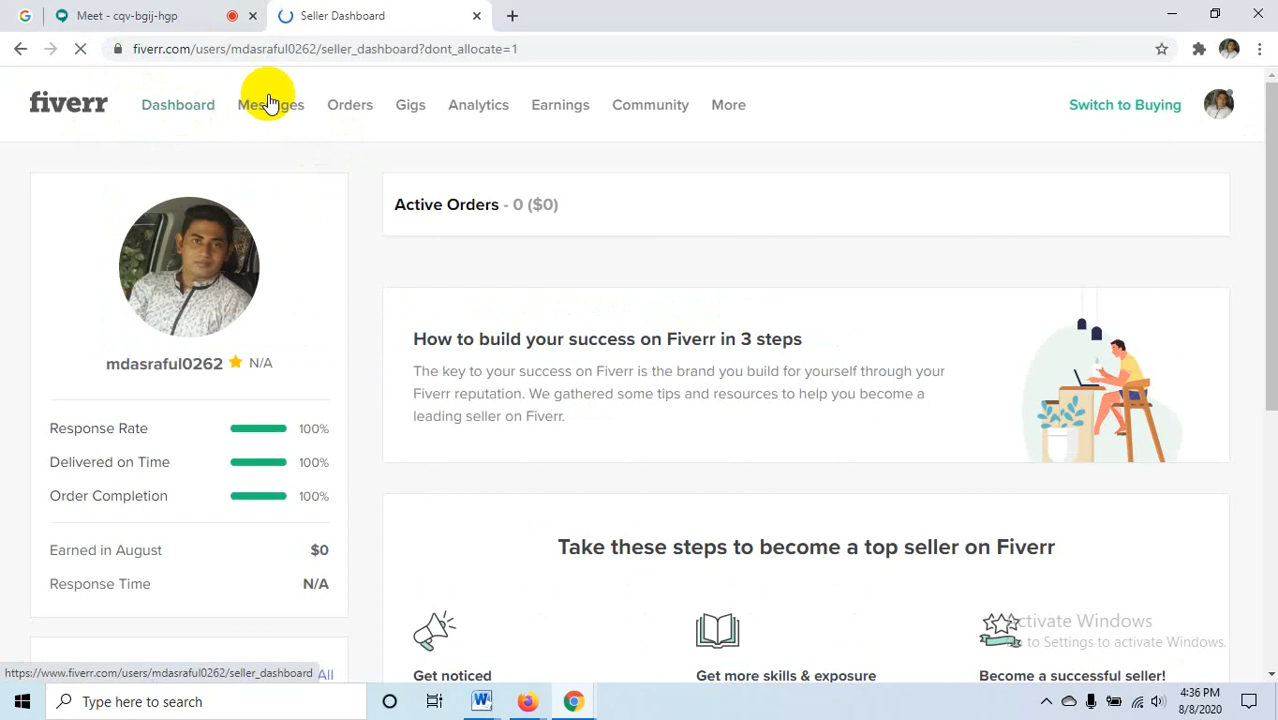 Meet - cqv-bgij-hgp
Seller Dashboard
fiverr.com/users/mdasraful0262/seller_dashboard?dont_allocate=1
fiverr
Dashboard
Messages
Orders
Gigs
Analytics
Earnings
Community
More
Switch to Buying
mdasraful0262 N/A
Response Rate 100%
Delivered on Time 100%
Order Completion 100%
Earned in August $0
Response Time N/A
All
Active Orders - 0 ($0)
How to build your success on Fiverr in 3 steps
The key to your success on Fiverr is the brand you build for yourself through your
Fiverr reputation. We gathered some tips and resources to help you become a
leading seller on Fiverr.
Take these steps to become a top seller on Fiverr
Get noticed
Get more skills & exposure
Become a successful seller!
Activate Windows
Go to Settings to activate Windows.
https://www.fiverr.com/users/mdasraful0262/seller_dashboard
Type here to search
4:36 PM
8/8/2020